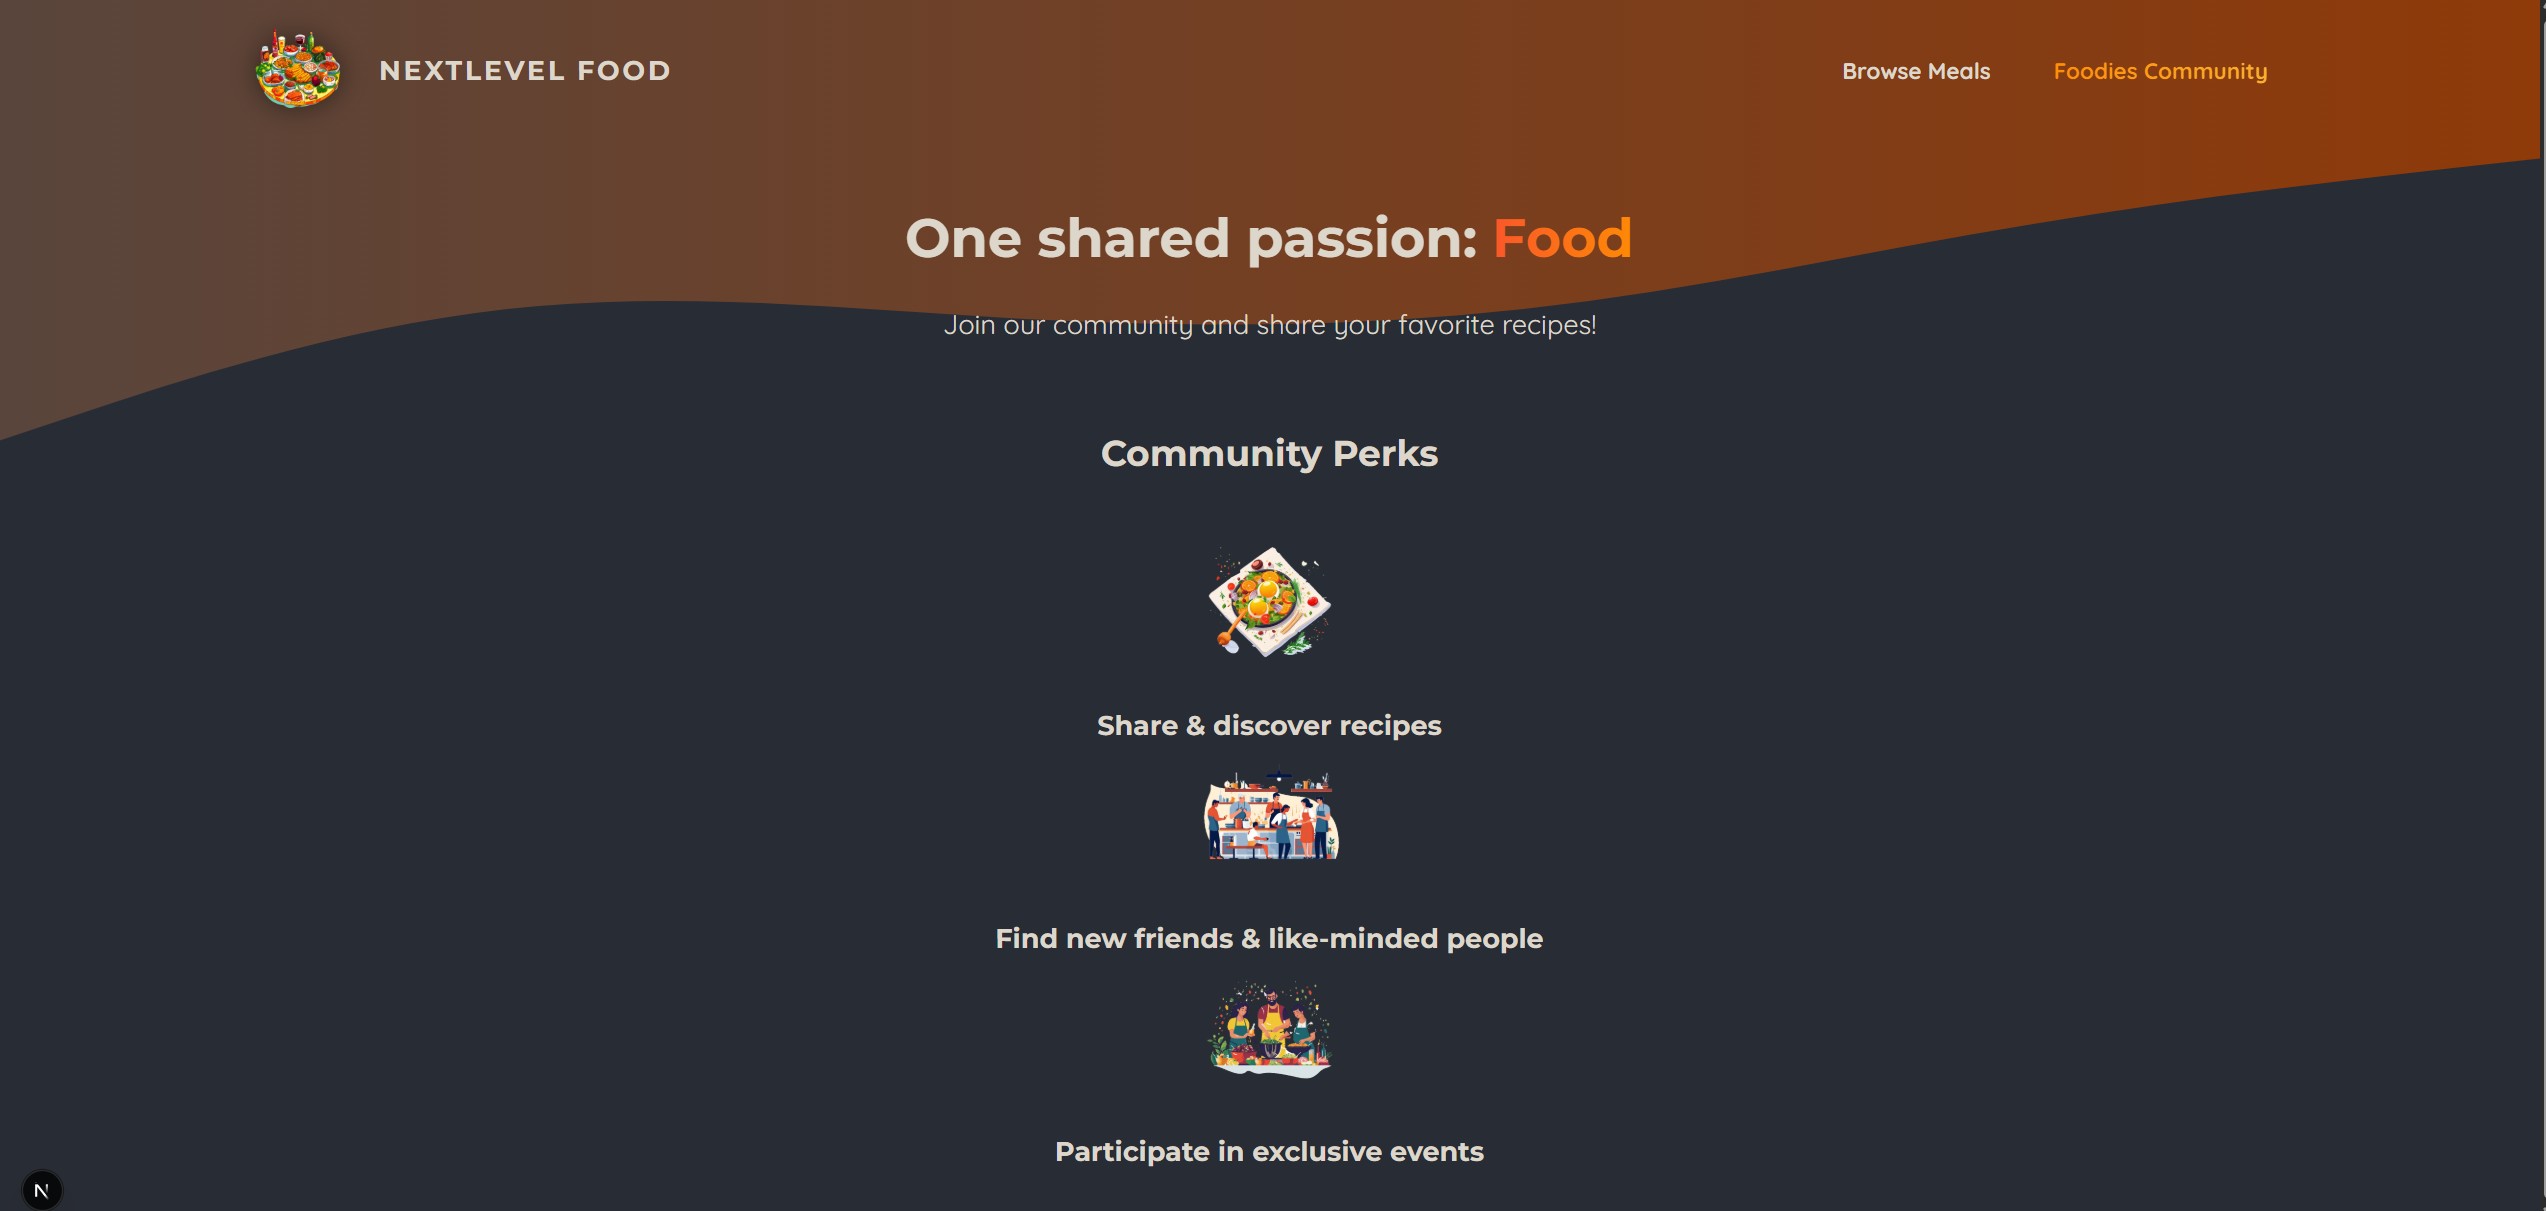 NEXTLEVEL FOOD
Browse Meals
Foodies Community
One shared passion: Food
Join our community and share your favorite recipes!
Community Perks
Share & discover recipes
Find new friends & like-minded people
Participate in exclusive events
N